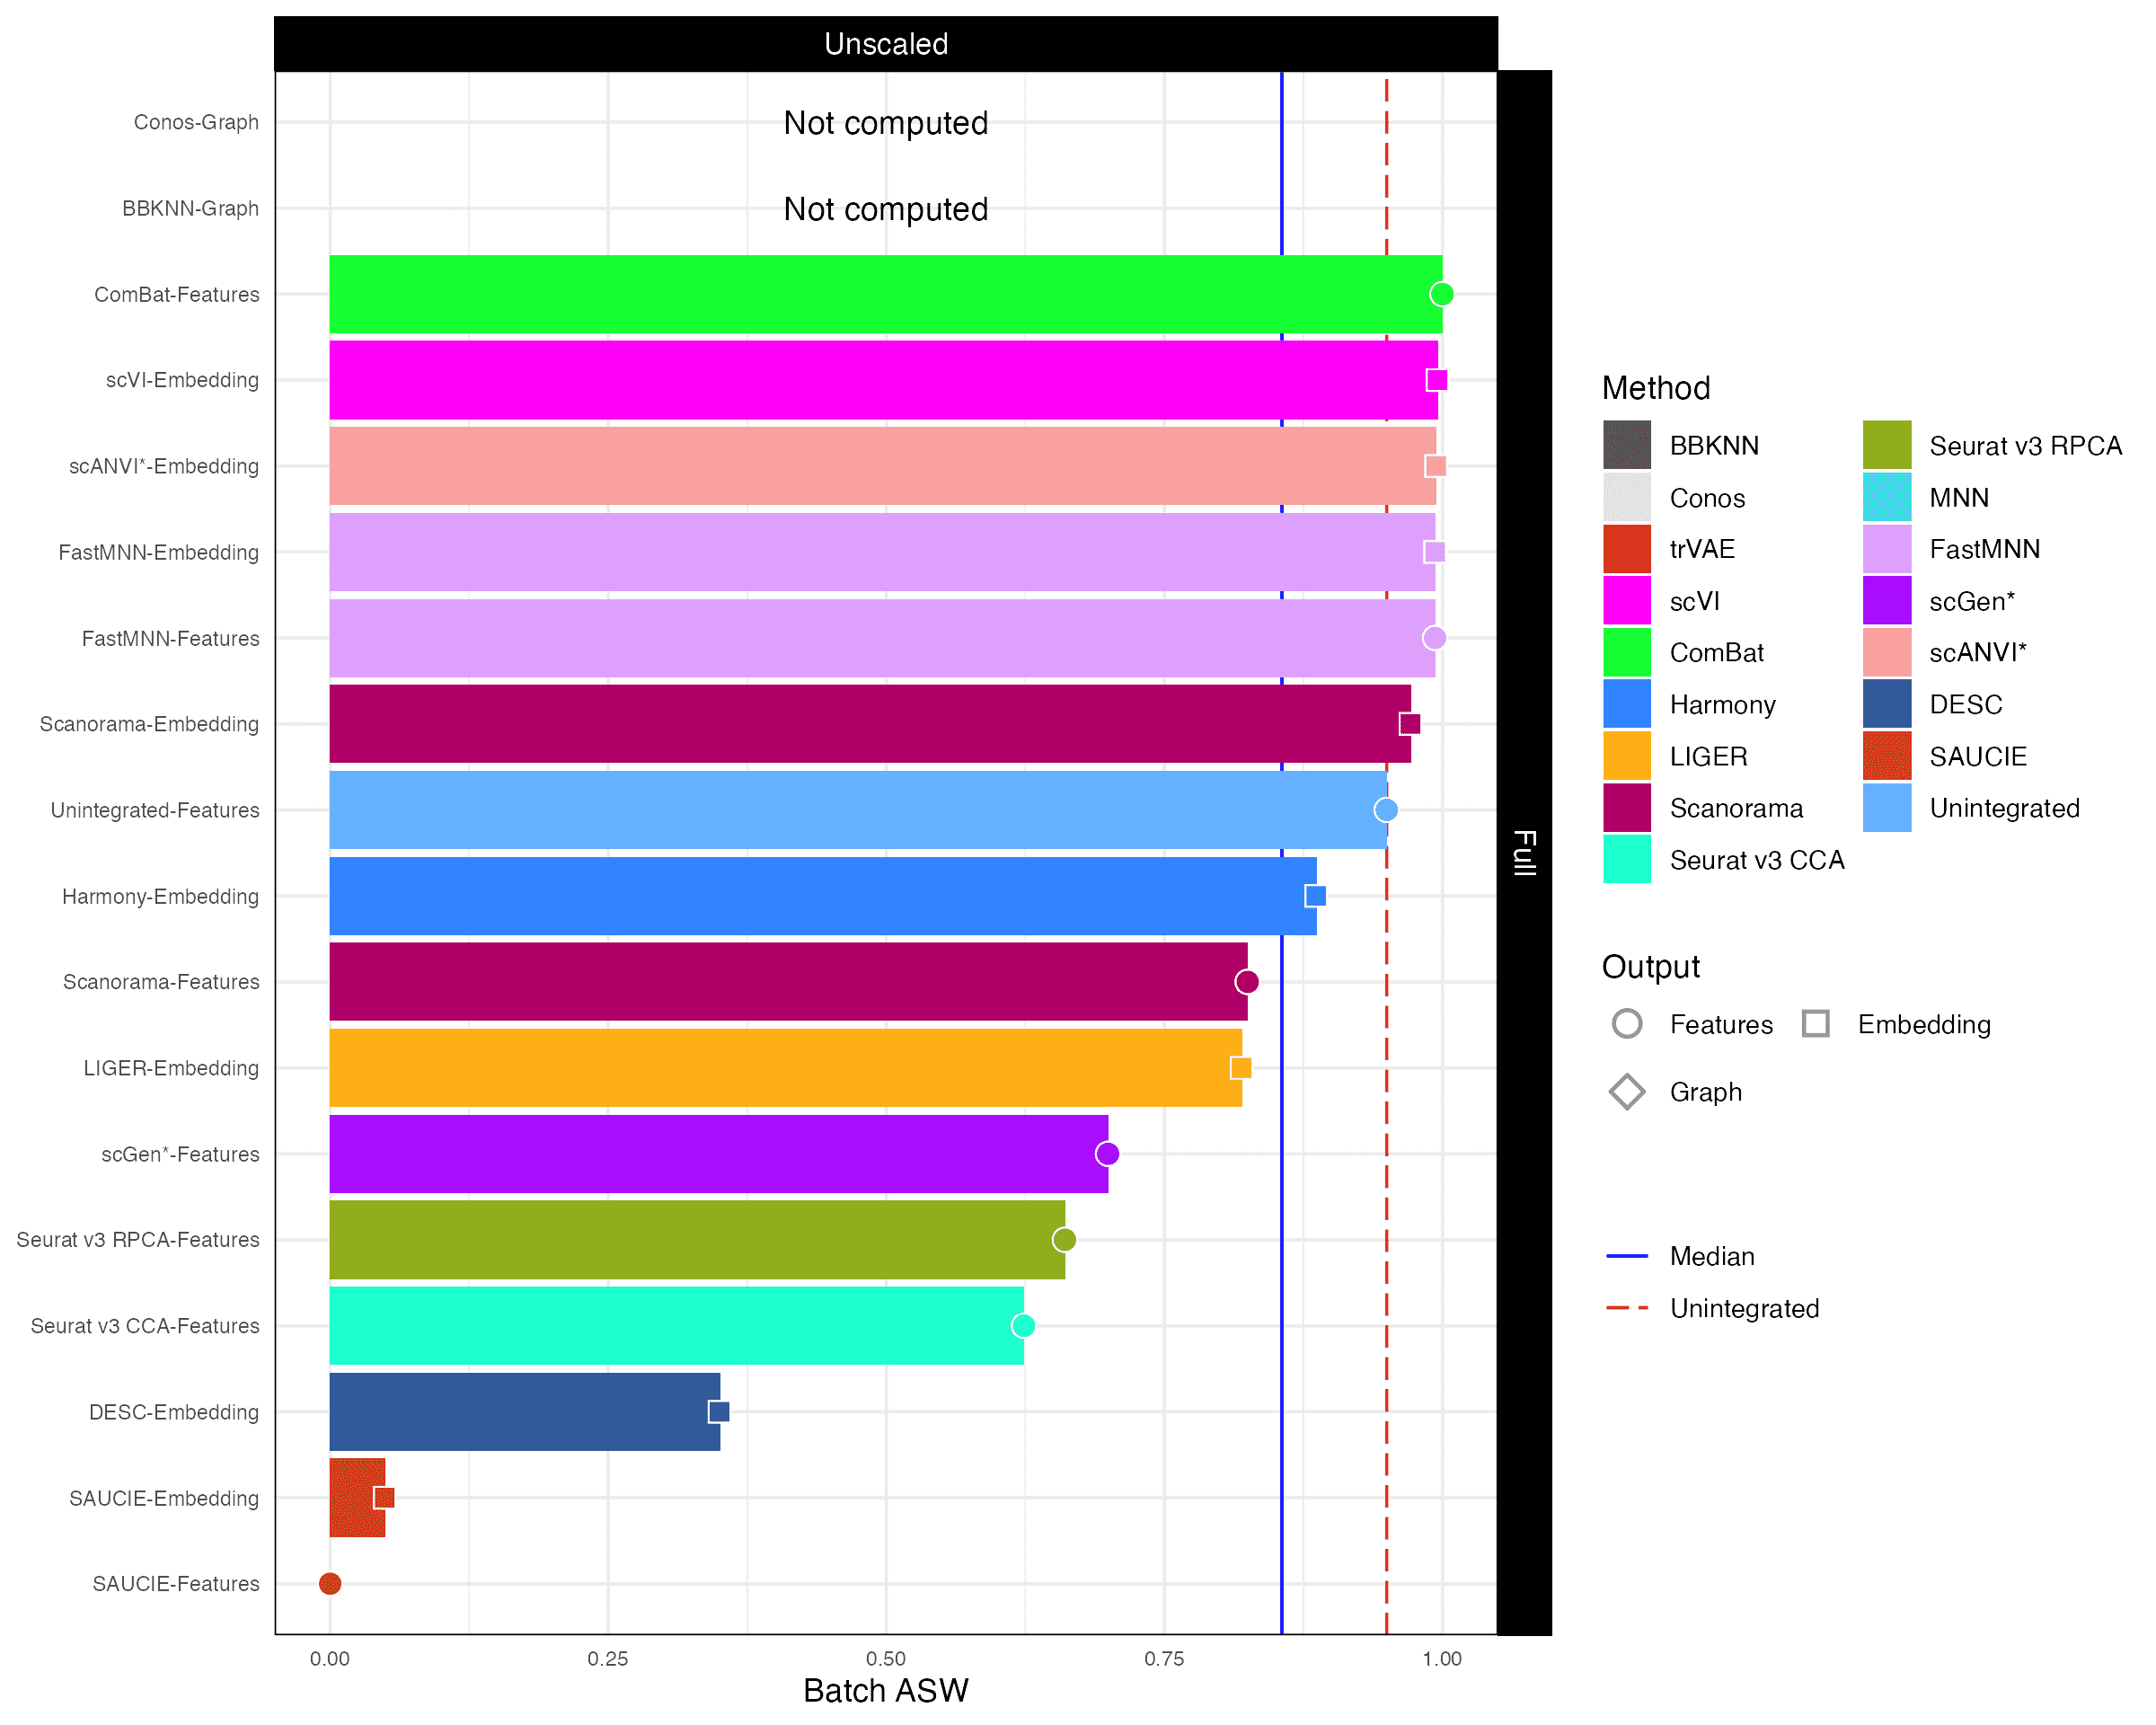 Unscaled
Conos-Graph
Not computed
BBKNN-Graph
Not computed
ComBat-Features
scVI-Embedding
scANVI*-Embedding
FastMNN-Embedding
FastMNN-Features
Scanorama-Embedding
Unintegrated-Features
Harmony-Embedding
Scanorama-Features
LIGER-Embedding
scGen*-Features
Seurat v3 RPCA-Features
Seurat v3 CCA-Features
DESC-Embedding
SAUCIE-Embedding
SAUCIE-Features
0.00 0.25 0.50 0.75 1.00
Batch ASW
Full
Method
BBKNN
Conos
trVAE
scVI
ComBat
Harmony
LIGER
Scanorama
Seurat v3 CCA
Seurat v3 RPCA
MNN
FastMNN
scGen*
scANVI*
DESC
SAUCIE
Unintegrated
Output
Features Embedding
Graph
Median
Unintegrated